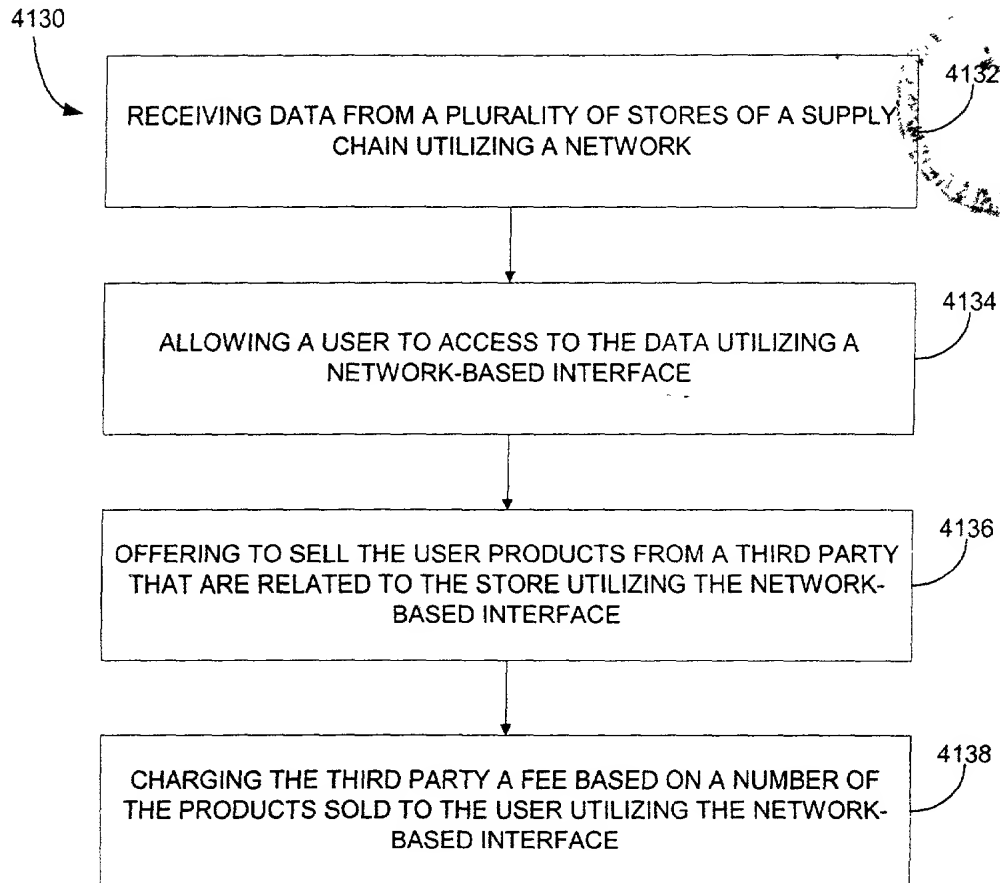 4130
4132
RECEIVING DATA FROM A PLURALITY OF STORES OF A SUPPLY
CHAIN UTILIZING A NETWORK
4134
ALLOWING A USER TO ACCESS TO THE DATA UTILIZING A
NETWORK-BASED INTERFACE
4136
OFFERING TO SELL THE USER PRODUCTS FROM A THIRD PARTY
THAT ARE RELATED TO THE STORE UTILIZING THE NETWORK-
BASED INTERFACE
4138
CHARGING THE THIRD PARTY A FEE BASED ON A NUMBER OF
THE PRODUCTS SOLD TO THE USER UTILIZING THE NETWORK-
BASED INTERFACE